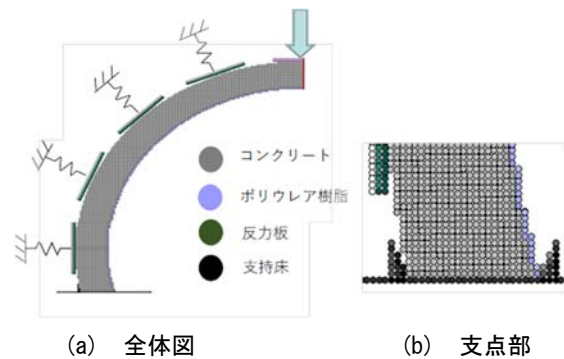 コンクリート
ポリウレア樹脂
反力板
支持床
(a) 全体図
(b) 支点部